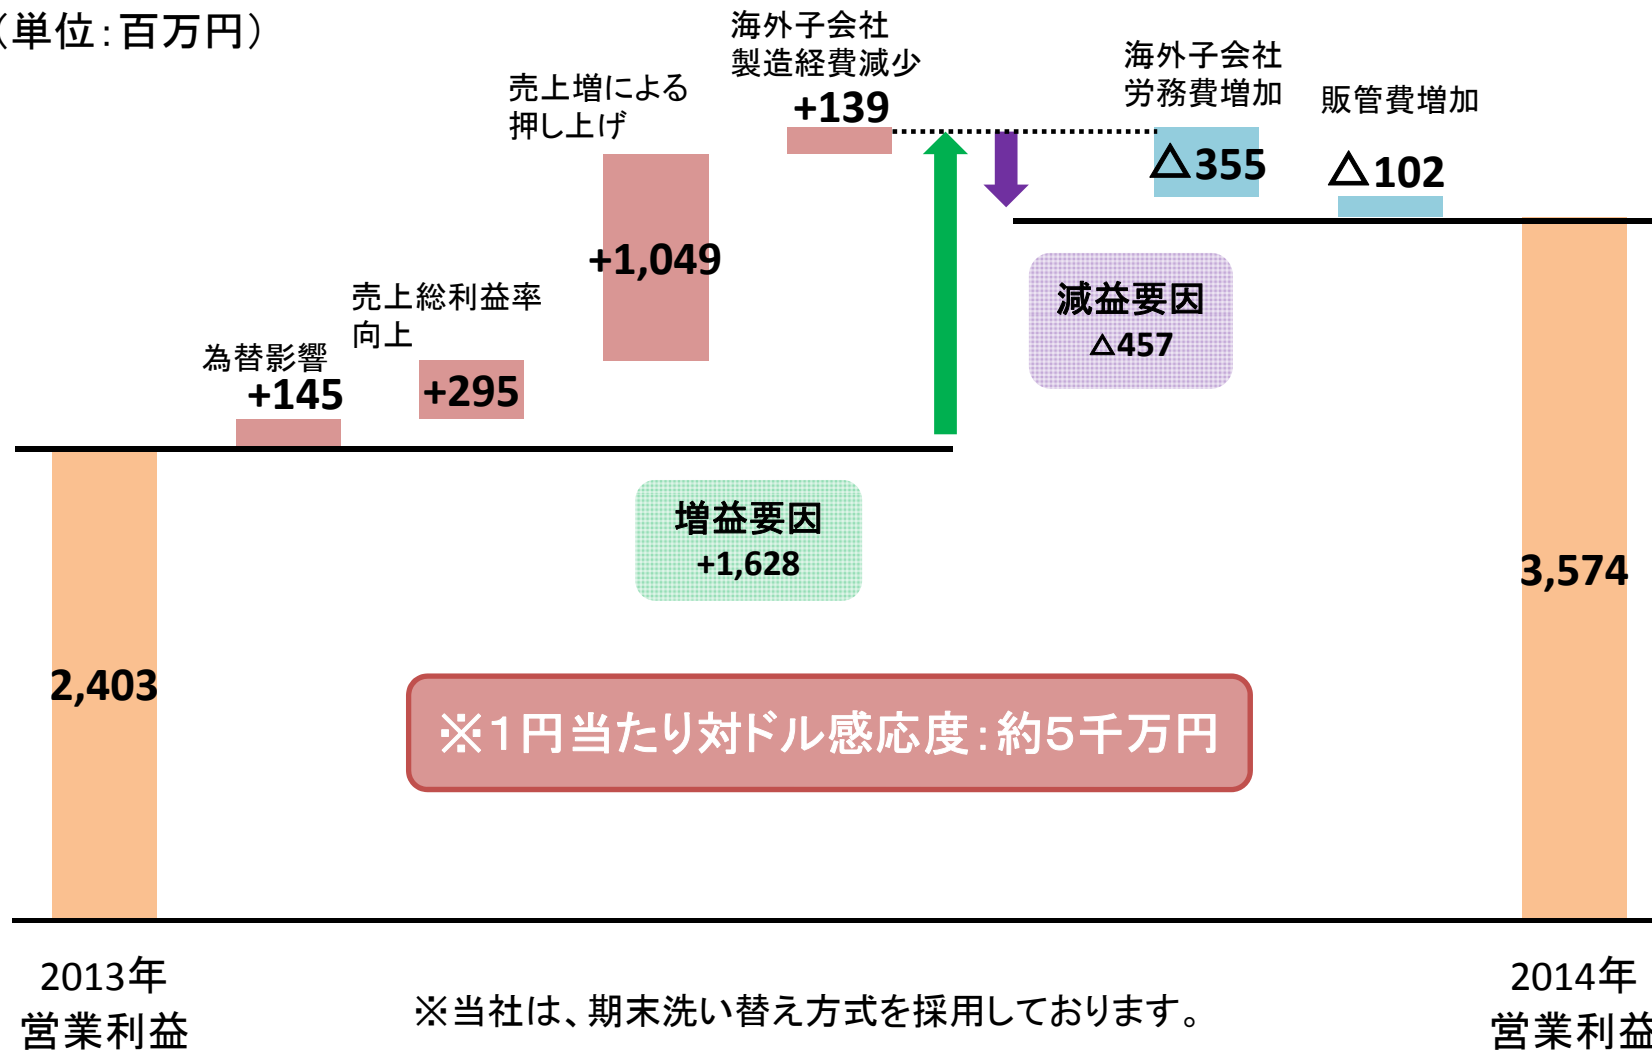 (単位:百万円)
海外子会社
製造経費減少
+139
海外子会社
労務費増加
△355
販管費増加
△102
売上増による
押し上げ
+1,049
売上総利益率
向上
+295
為替影響
+145
減益要因
△457
増益要因
+1,628
2,403
3,574
※1円当たり対ドル感応度:約5千万円
2013年
営業利益
※当社は、期末洗い替え方式を採用しております。
2014年
営業利益